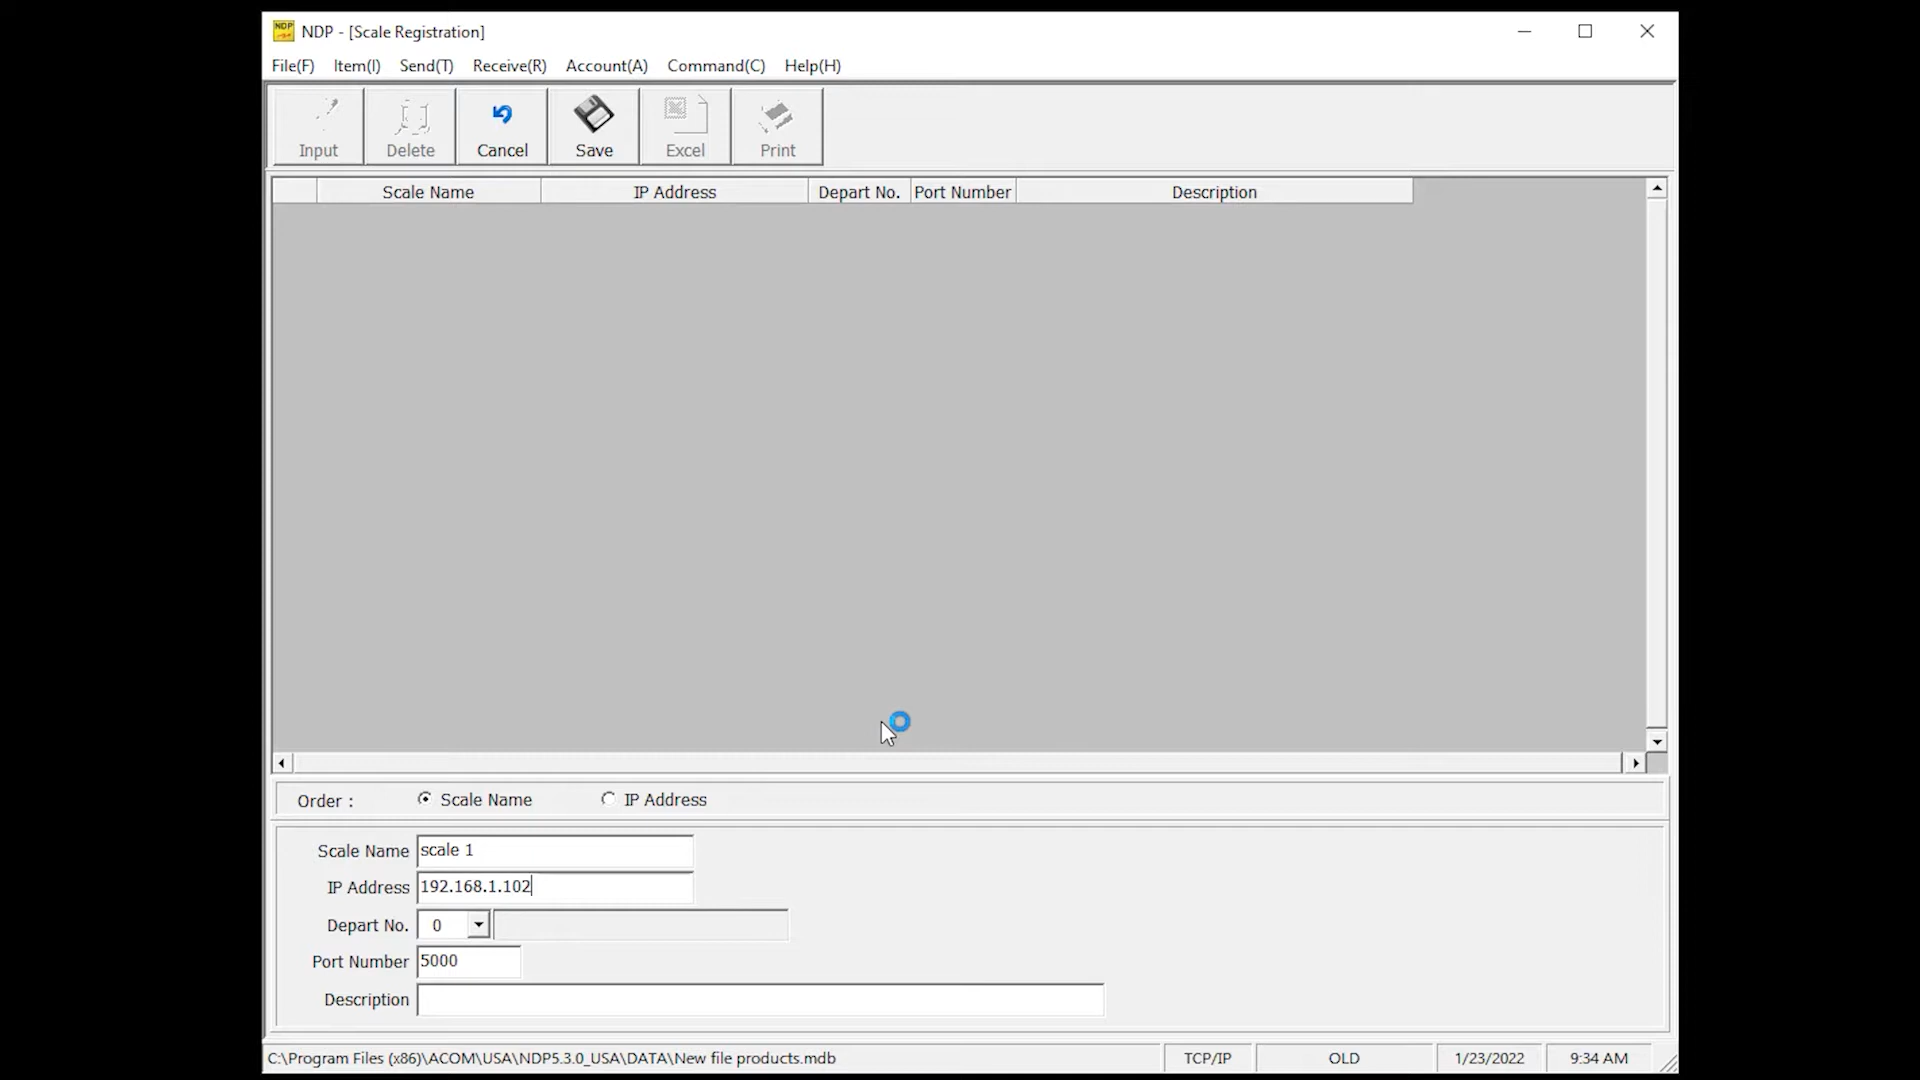 NDP
NDP - [Scale Registration]
File(F) Item(I) Send(T) Receive(R) Account(A) Command(C) Help(H)
Input Delete Cancel Save Excel Print
Scale Name IP Address Depart No. Port Number Description
Order : Scale Name IP Address
Scale Name scale 1
IP Address 192.168.1.102
Depart No. 0
Port Number 5000
Description
C:\Program Files (x86)\ACOM\USA\NDP5.3.0_USA\DATA\New file products.mdb TCP/IP OLD 1/23/2022 9:34 AM